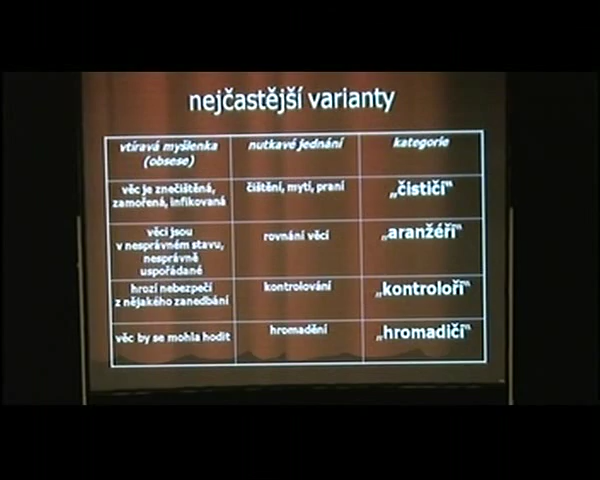 nejčastější varianty
vtíravá myšlenka
(obsese)
nutkavé jednání
kategorie
věc je znečištěná,
zamořená, infikovaná
čištění, mytí, praní
„čističi“
věci jsou
v nesprávném stavu,
nesprávně
uspořádané
rovnání věcí
„aranžéři“
hrozí nebezpečí
z nějakého zanedbání
kontrolování
„kontroloři“
věc by se mohla hodit
hromadění
„hromadiči“